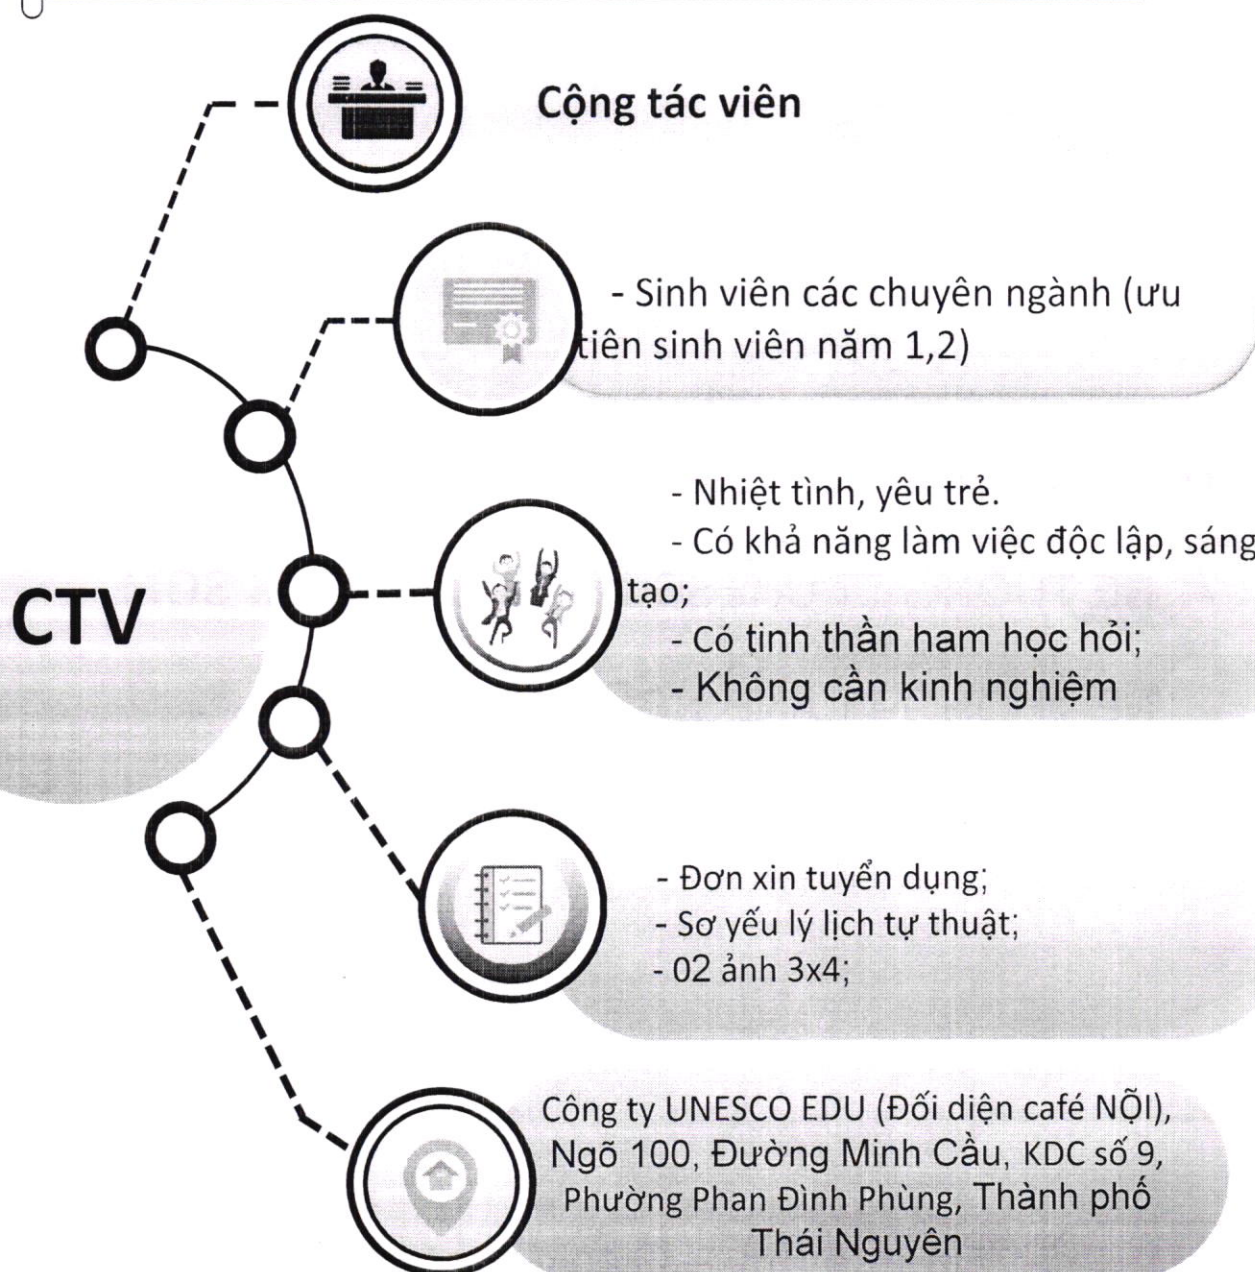 Cộng tác viên
- Sinh viên các chuyên ngành (ưu
tiên sinh viên năm 1,2)
- Nhiệt tình, yêu trẻ.
- Có khả năng làm việc độc lập, sáng
tạo;
CTV
- Có tinh thần ham học hỏi;
- Không cần kinh nghiệm
- Đơn xin tuyển dụng;
- Sơ yếu lý lịch tự thuật;
- 02 ảnh 3x4;
Công ty UNESCO EDU (Đối diện café NỘI),
Ngõ 100, Đường Minh Cầu, KDC số 9,
Phường Phan Đình Phùng, Thành phố
Thái Nguyên